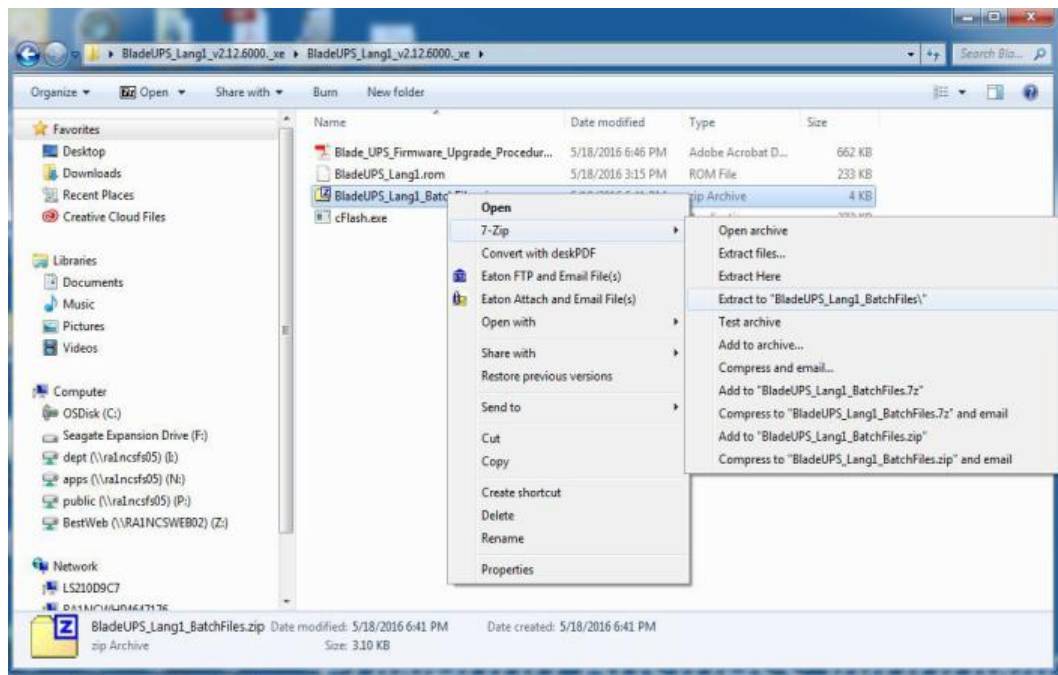 BladeUPS_Lang1_v2.12.6000._xe BladeUPS_Lang1_v2.12.6000._xe
Search Bla...
Organize Open Share with Burn New folder
Name Date modified Type Size
Favorites
Desktop
Downloads
Recent Places
Creative Cloud Files
Libraries
Documents
Music
Pictures
Videos
Computer
OSDisk (C:)
Seagate Expansion Drive (F:)
dept (\\ra1ncsfs05) (I:)
apps (\\ra1ncsfs05) (N:)
public (\\ra1ncsfs05) (P:)
BestWeb (\\RA1NCSWEB02) (Z:)
Network
LS210D9C7
Blade_UPS_Firmware_Upgrade_Procedur... 5/18/2016 6:46 PM Adobe Acrobat D... 662 KB
BladeUPS_Lang1.rom 5/18/2016 3:15 PM ROM File 233 KB
zip Archive 4 KB
cFlash.exe
Open
7-Zip
Convert with deskPDF
Eaton FTP and Email File(s)
Eaton Attach and Email File(s)
Open with
Share with
Restore previous versions
Send to
Cut
Copy
Create shortcut
Delete
Rename
Properties
Open archive
Extract files...
Extract Here
Extract to "BladeUPS_Lang1_BatchFiles\"
Test archive
Add to archive...
Compress and email...
Add to "BladeUPS_Lang1_BatchFiles.7z"
Compress to "BladeUPS_Lang1_BatchFiles.7z" and email
Add to "BladeUPS_Lang1_BatchFiles.zip"
Compress to "BladeUPS_Lang1_BatchFiles.zip" and email
BladeUPS_Lang1_BatchFiles.zip Date modified: 5/18/2016 6:41 PM Date created: 5/18/2016 6:41 PM
zip Archive Size: 3.10 KB